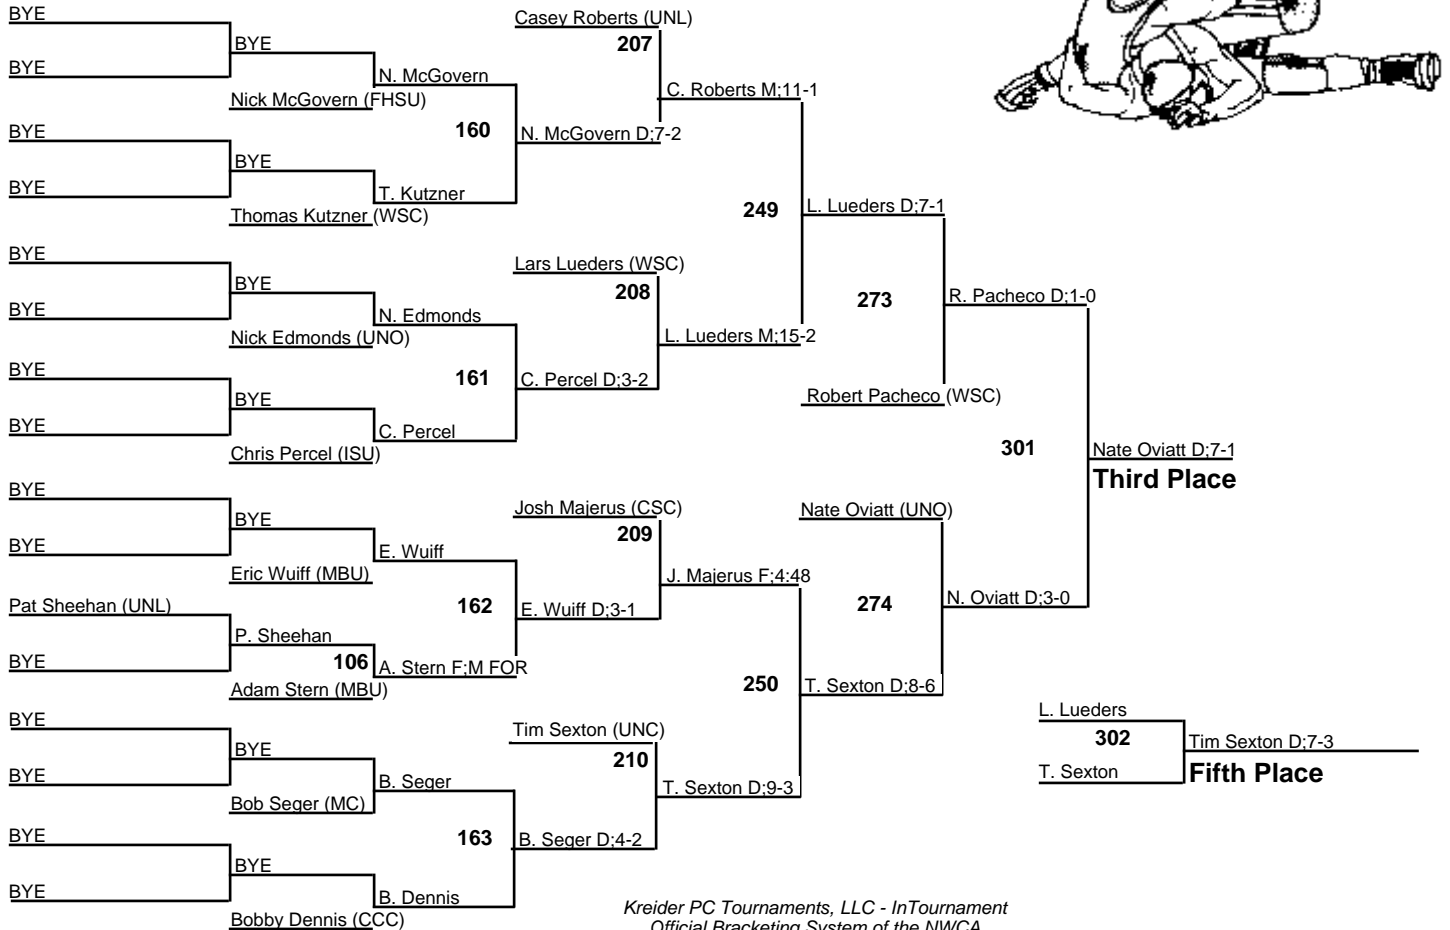 BYE
BYE
BYE
Nick McGovern (FHSU)
N. McGovern
BYE
BYE
BYE
Thomas Kutzner (WSC)
T. Kutzner
160
N. McGovern D;7-2
Casey Roberts (UNL)
207
C. Roberts M;11-1
BYE
BYE
BYE
Nick Edmonds (UNO)
N. Edmonds
BYE
BYE
BYE
Chris Percel (ISU)
C. Percel
161
C. Percel D;3-2
Lars Lueders (WSC)
208
L. Lueders M;15-2
249
L. Lueders D;7-1
273
Robert Pacheco (WSC)
R. Pacheco D;1-0
BYE
BYE
BYE
Eric Wuiff (MBU)
E. Wuiff
Pat Sheehan (UNL)
BYE
P. Sheehan
106
Adam Stern (MBU)
A. Stern F;M FOR
162
E. Wuiff D;3-1
Josh Majerus (CSC)
209
J. Majerus F;4:48
BYE
BYE
BYE
Bob Seger (MC)
B. Seger
BYE
BYE
BYE
Bobby Dennis (CCC)
B. Dennis
163
B. Seger D;4-2
Tim Sexton (UNC)
210
T. Sexton D;9-3
250
T. Sexton D;8-6
Nate Oviatt (UNO)
274
N. Oviatt D;3-0
301
Nate Oviatt D;7-1
Third Place
L. Lueders
302
T. Sexton
Tim Sexton D;7-3
Fifth Place
Kreider PC Tournaments, LLC - InTournament
Official Bracketing System of the NWCA